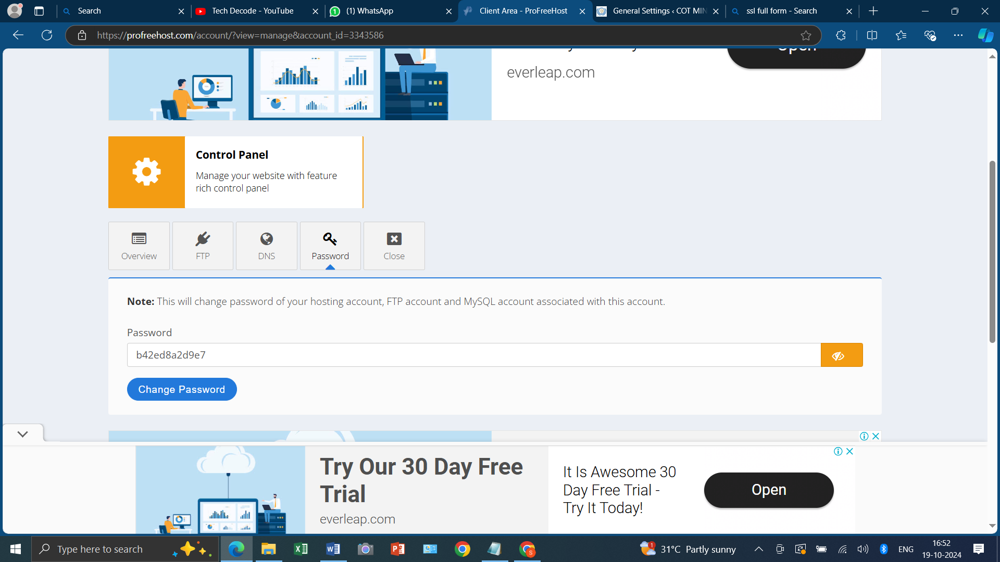 Search
Tech Decode - YouTube
(1) WhatsApp
Client Area - ProFreeHost
General Settings ‹ COT MIN
ssl full form - Search
https://profreehost.com/account/?view=manage&account_id=3343586
Open
everleap.com
Control Panel
Manage your website with feature
rich control panel
Overview
FTP
DNS
Password
Close
Note: This will change password of your hosting account, FTP account and MySQL account associated with this account.
Password
b42ed8a2d9e7
Change Password
Try Our 30 Day Free
Trial
everleap.com
It Is Awesome 30
Day Free Trial -
Try It Today!
Open
Type here to search
1
31°C Partly sunny
ENG
16:52
19-10-2024